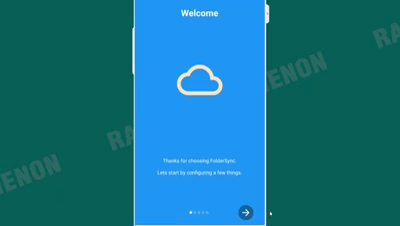 Welcome
Thanks for choosing FolderSync.
Lets start by configuring a few things.